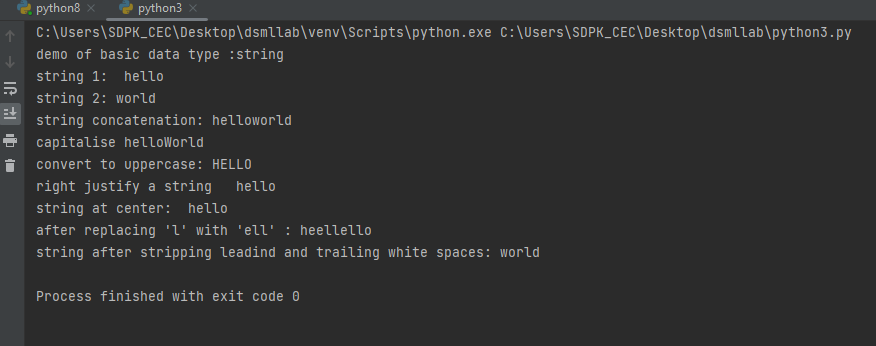 python8 python3
C:\Users\SDPK_CEC\Desktop\dsmllab\venv\Scripts\python.exe C:\Users\SDPK_CEC\Desktop\dsmllab\python3.py
demo of basic data type :string
string 1:  hello
string 2: world
string concatenation: helloworld
capitalise helloWorld
convert to uppercase: HELLO
right justify a string   hello
string at center:  hello
after replacing 'l' with 'ell' : heellello
string after stripping leadind and trailing white spaces: world
Process finished with exit code 0